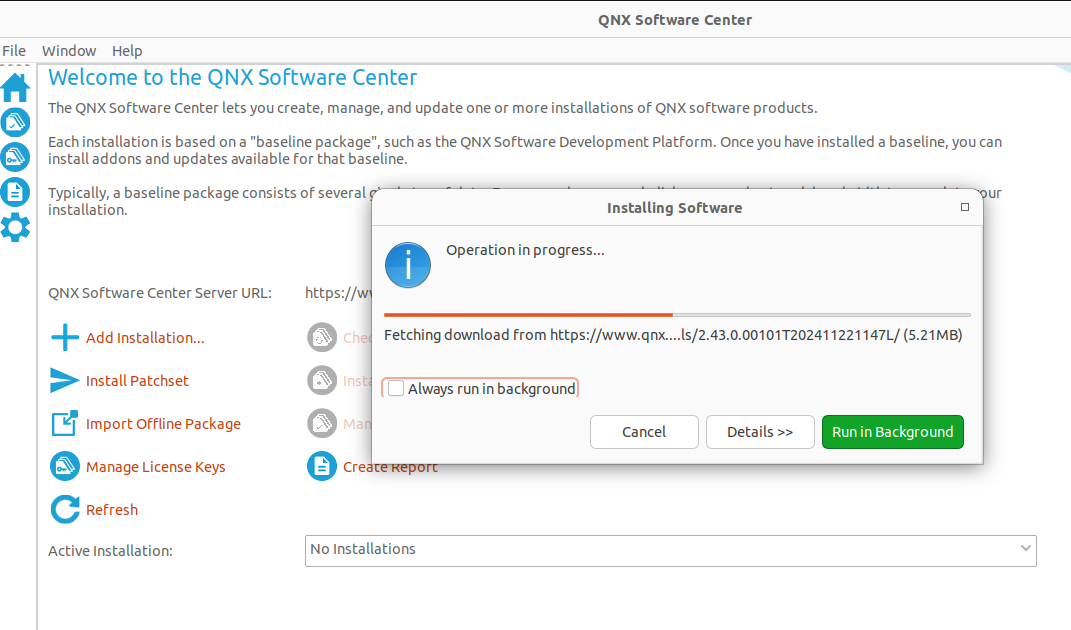 QNX Software Center
File Window Help
Welcome to the QNX Software Center
The QNX Software Center lets you create, manage, and update one or more installations of QNX software products.
Each installation is based on a "baseline package", such as the QNX Software Development Platform. Once you have installed a baseline, you can
install addons and updates available for that baseline.
Typically, a baseline package consists of several your
installation.
Installing Software
Operation in progress...
QNX Software Center Server URL: https://w
Fetching download from https://www.qnx....ls/2.43.0.00101T202411221147L/ (5.21MB)
Add Installation... Chec
Install Patchset Insta
Always run in background
Import Offline Package Man
Cancel Details >> Run in Background
Manage License Keys Create Report
Refresh
Active Installation: No Installations